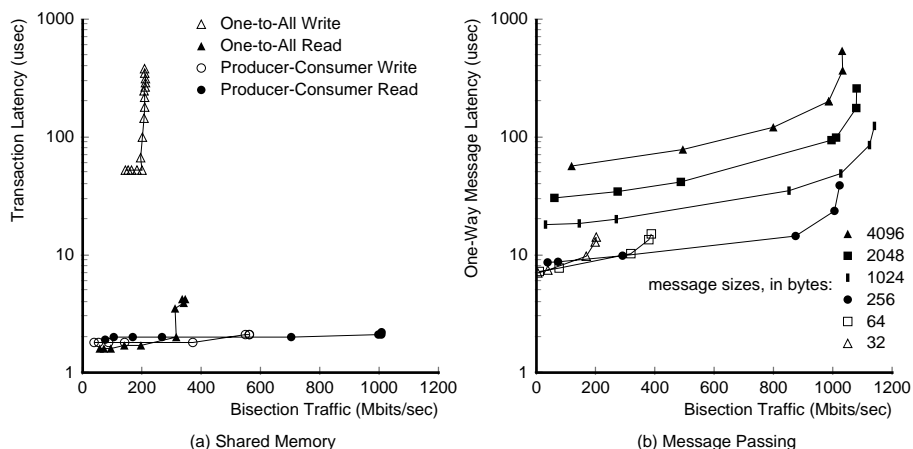 Transaction Latency (usec)
1000
100
10
1
0
200
400
600
800
1000
1200
Bisection Traffic (Mbits/sec)
One-to-All Write
One-to-All Read
Producer-Consumer Write
Producer-Consumer Read
(a) Shared Memory
One-Way Message Latency (usec)
1000
100
10
1
0
200
400
600
800
1000
1200
Bisection Traffic (Mbits/sec)
message sizes, in bytes:
4096
2048
1024
256
64
32
(b) Message Passing